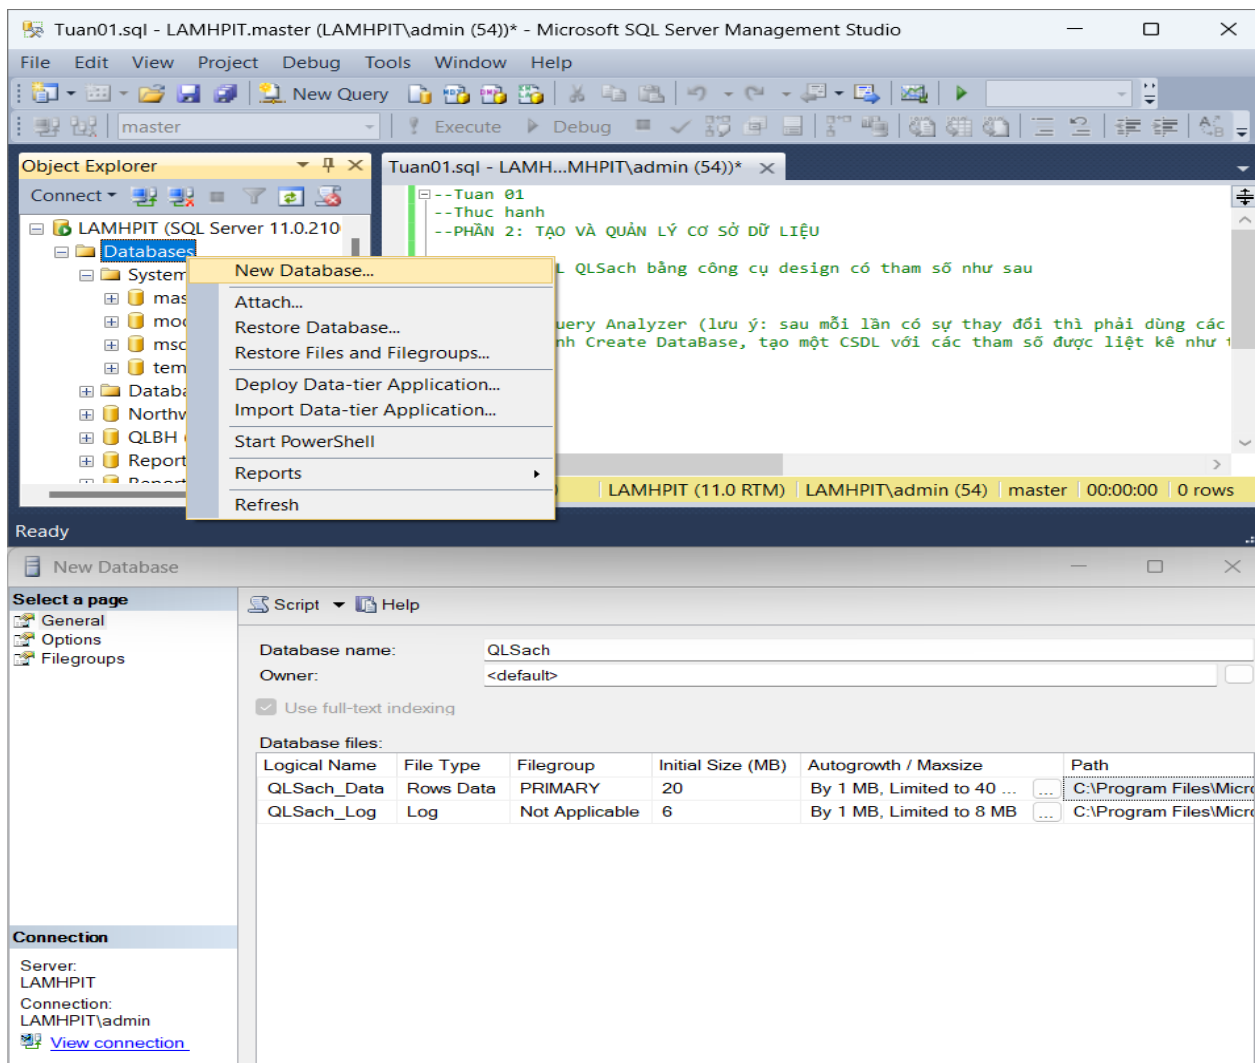 Tuan01.sql - LAMHPIT.master (LAMHPIT\admin (54))* - Microsoft SQL Server Management Studio
File Edit View Project Debug Tools Window Help
New Query
master Execute Debug
Object Explorer
Connect
LAMHPIT (SQL Server 11.0.210
Databases
System
mas
mod
msd
tem
Databa
Northw
QLBH
Report
New Database...
Attach...
Restore Database...
Restore Files and Filegroups...
Deploy Data-tier Application...
Import Data-tier Application...
Start PowerShell
Reports
Refresh
Tuan01.sql - LAMH...MHPIT\admin (54))*
--Tuan 01
--Thuc hanh
--PHẦN 2: TẠO VÀ QUẢN LÝ CƠ SỞ DỮ LIỆU
L QLSach bằng công cụ design có tham số như sau
uery Analyzer (lưu ý: sau mỗi lần có sự thay đổi thì phải dùng các
nh Create DataBase, tạo một CSDL với các tham số được liệt kê như t
LAMHPIT (11.0 RTM) LAMHPIT\admin (54) master 00:00:00 0 rows
Ready
New Database
Select a page
General
Options
Filegroups
Script Help
Database name: QLSach
Owner: <default>
Use full-text indexing
Database files:
Logical Name File Type Filegroup Initial Size (MB) Autogrowth / Maxsize Path
QLSach_Data Rows Data PRIMARY 20 By 1 MB, Limited to 40 ... ... C:\Program Files\Micro
QLSach_Log Log Not Applicable 6 By 1 MB, Limited to 8 MB ... C:\Program Files\Micro
Connection
Server:
LAMHPIT
Connection:
LAMHPIT\admin
View connection